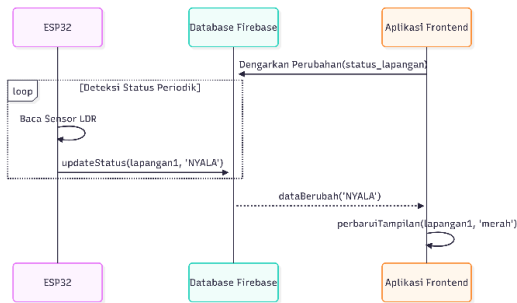 ESP32
Database Firebase
Aplikasi Frontend
Dengarkan Perubahan(status_lapangan)
loop
[Deteksi Status Periodik]
Baca Sensor LDR
updateStatus(lapangan1, 'NYALA')
dataBerubah('NYALA')
perbaruiTampilan(lapangan1, 'merah')
ESP32
Database Firebase
Aplikasi Frontend